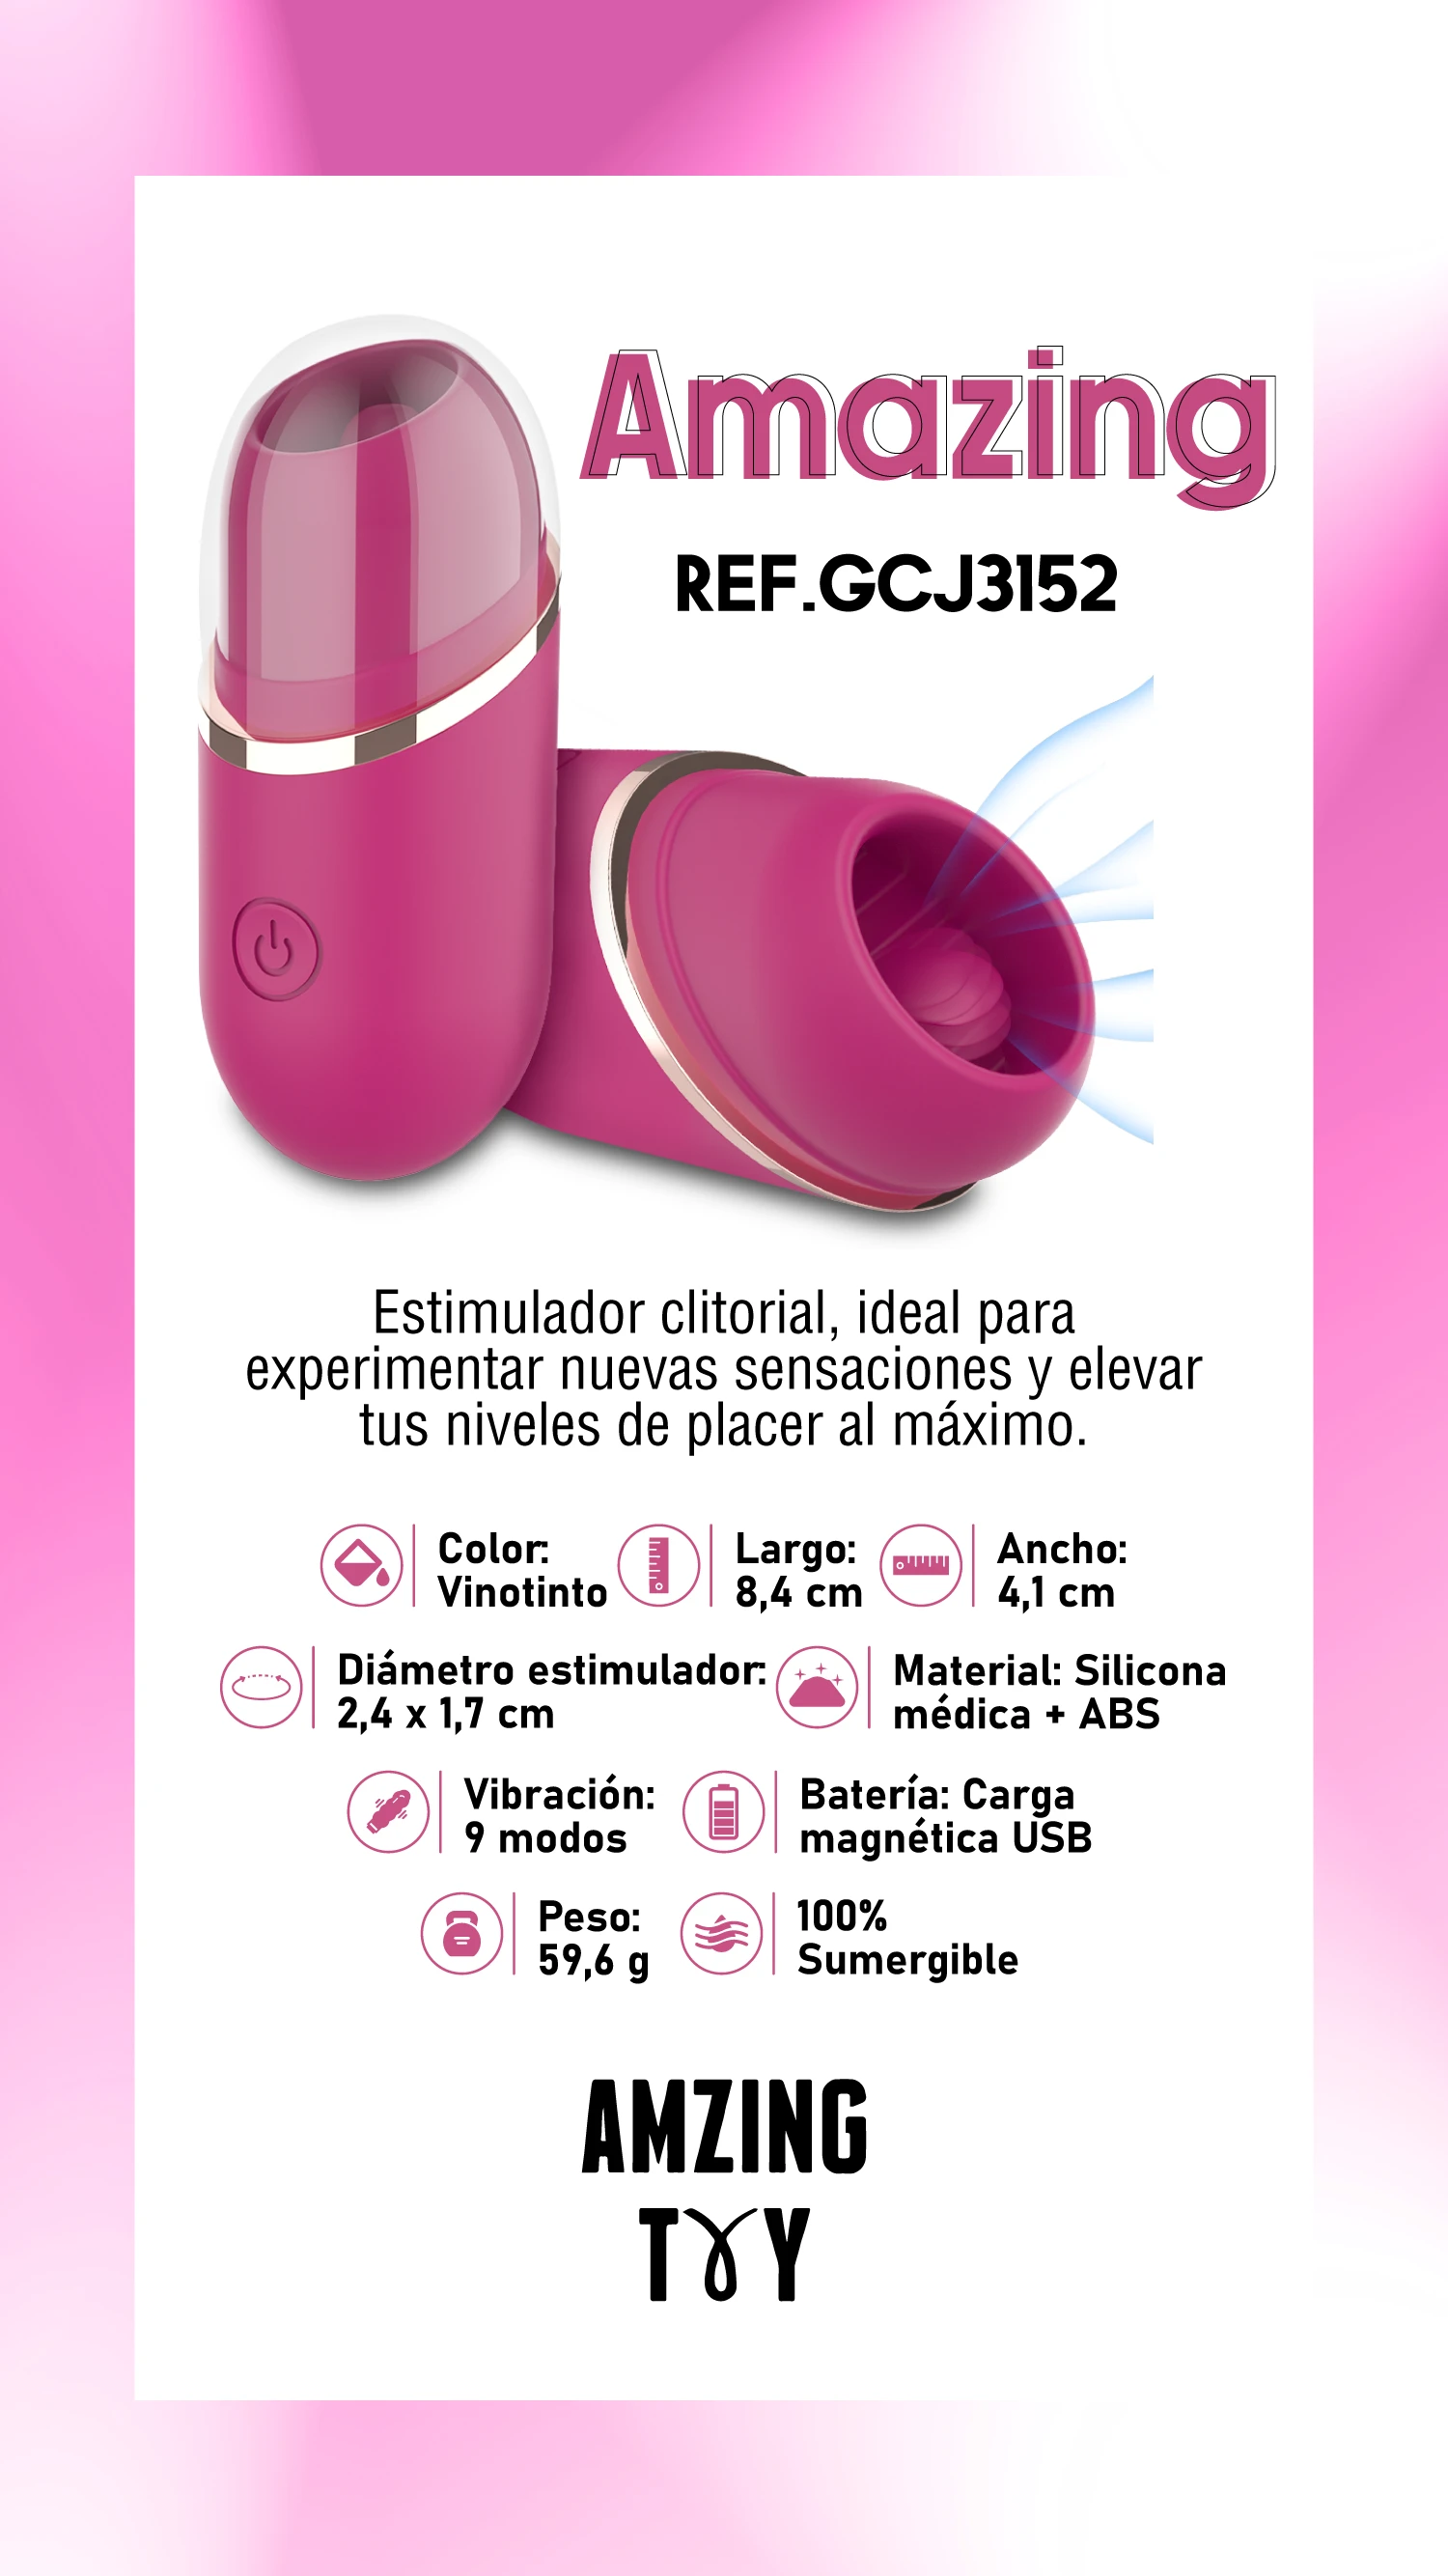 Amazing
REF.GCJ3152
Estimulador clitorial, ideal para
experimentar nuevas sensaciones y elevar
tus niveles de placer al máximo.
Color:
Vinotinto
Largo:
8,4 cm
Ancho:
4,1 cm
Diámetro estimulador:
2,4 x 1,7 cm
Material: Silicona
médica + ABS
Vibración:
9 modos
Batería: Carga
magnética USB
Peso:
59,6 g
100%
Sumergible
AMZING
TOY